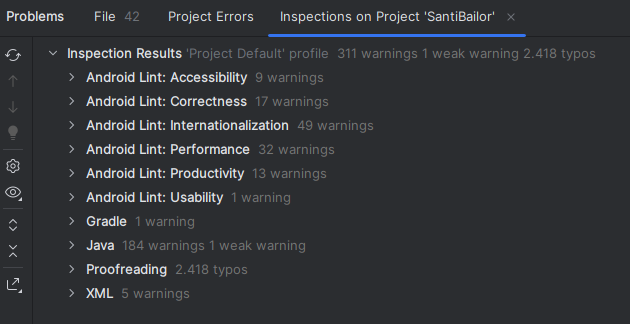 Problems File 42 Project Errors Inspections on Project 'SantiBailor'
Inspection Results 'Project Default' profile 311 warnings 1 weak warning 2.418 typos
Android Lint: Accessibility 9 warnings
Android Lint: Correctness 17 warnings
Android Lint: Internationalization 49 warnings
Android Lint: Performance 32 warnings
Android Lint: Productivity 13 warnings
Android Lint: Usability 1 warning
Gradle 1 warning
Java 184 warnings 1 weak warning
Proofreading 2.418 typos
XML 5 warnings